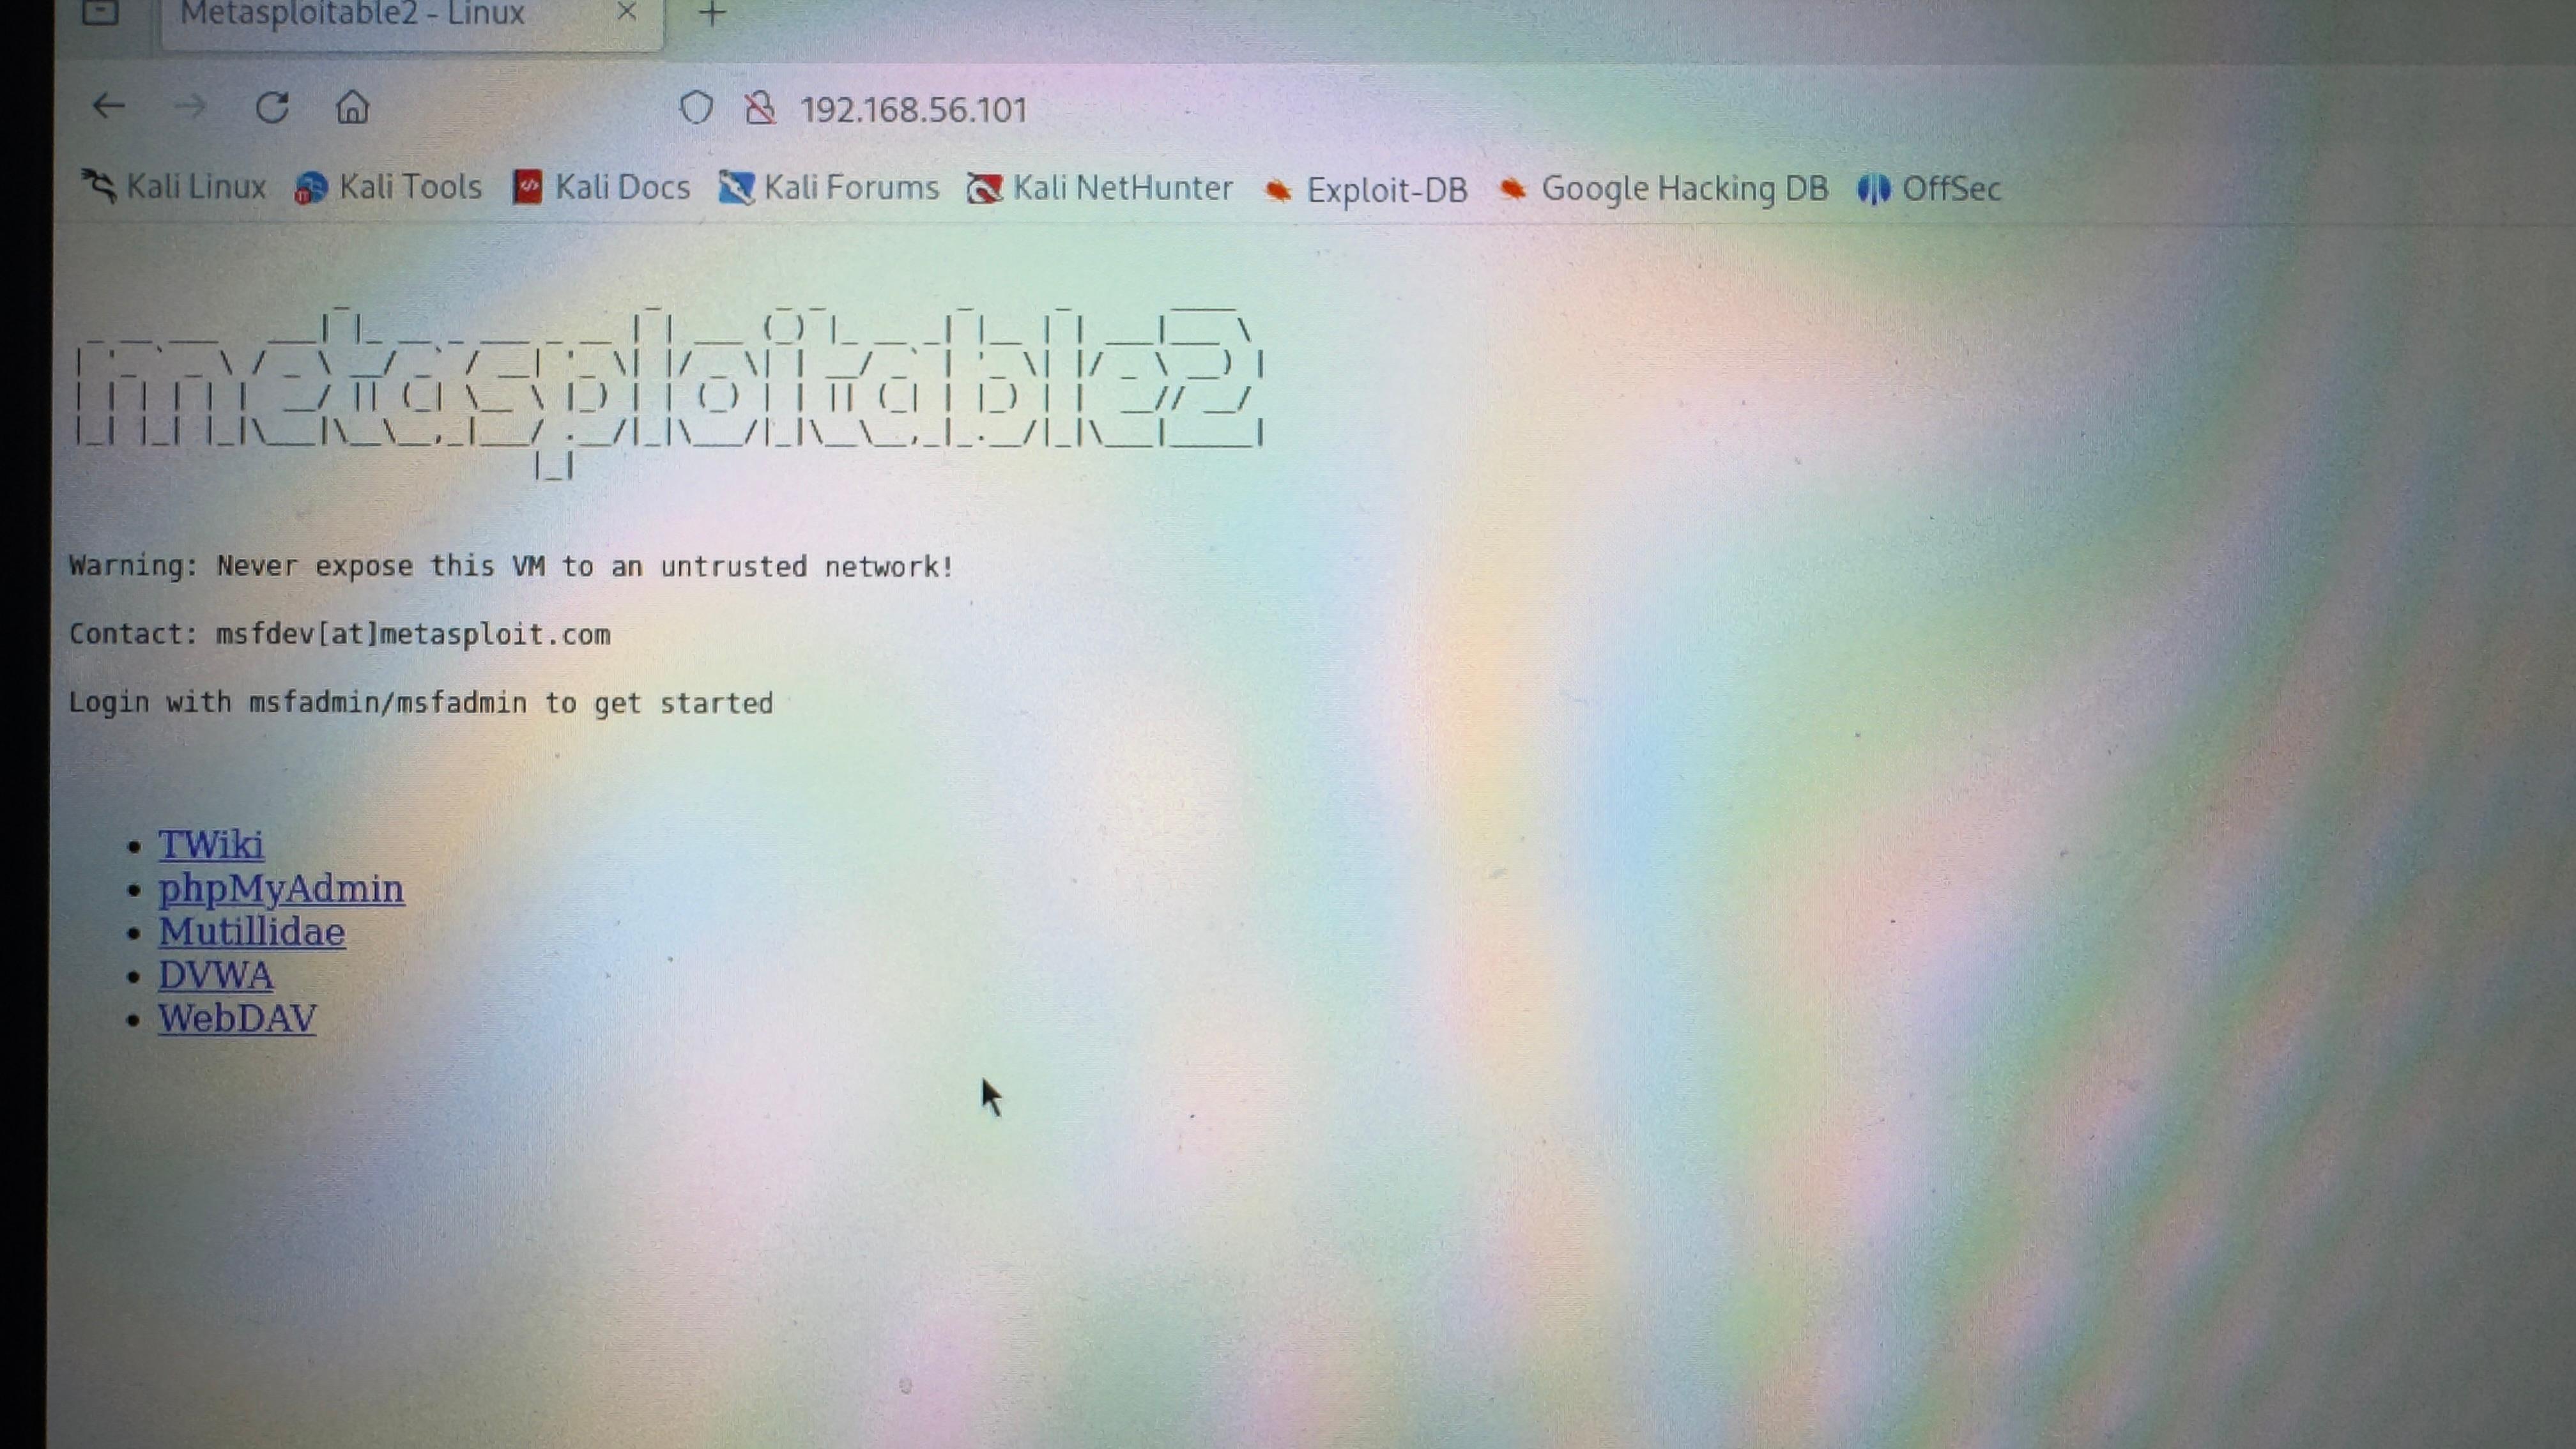 Metasploitable2 - Linux
192.168.56.101
Kali Linux Kali Tools Kali Docs Kali Forums Kali NetHunter Exploit-DB Google Hacking DB OffSec
metasploitable2
Warning: Never expose this VM to an untrusted network!
Contact: msfdev[at]metasploit.com
Login with msfadmin/msfadmin to get started
TWiki
phpMyAdmin
Mutillidae
DVWA
WebDAV